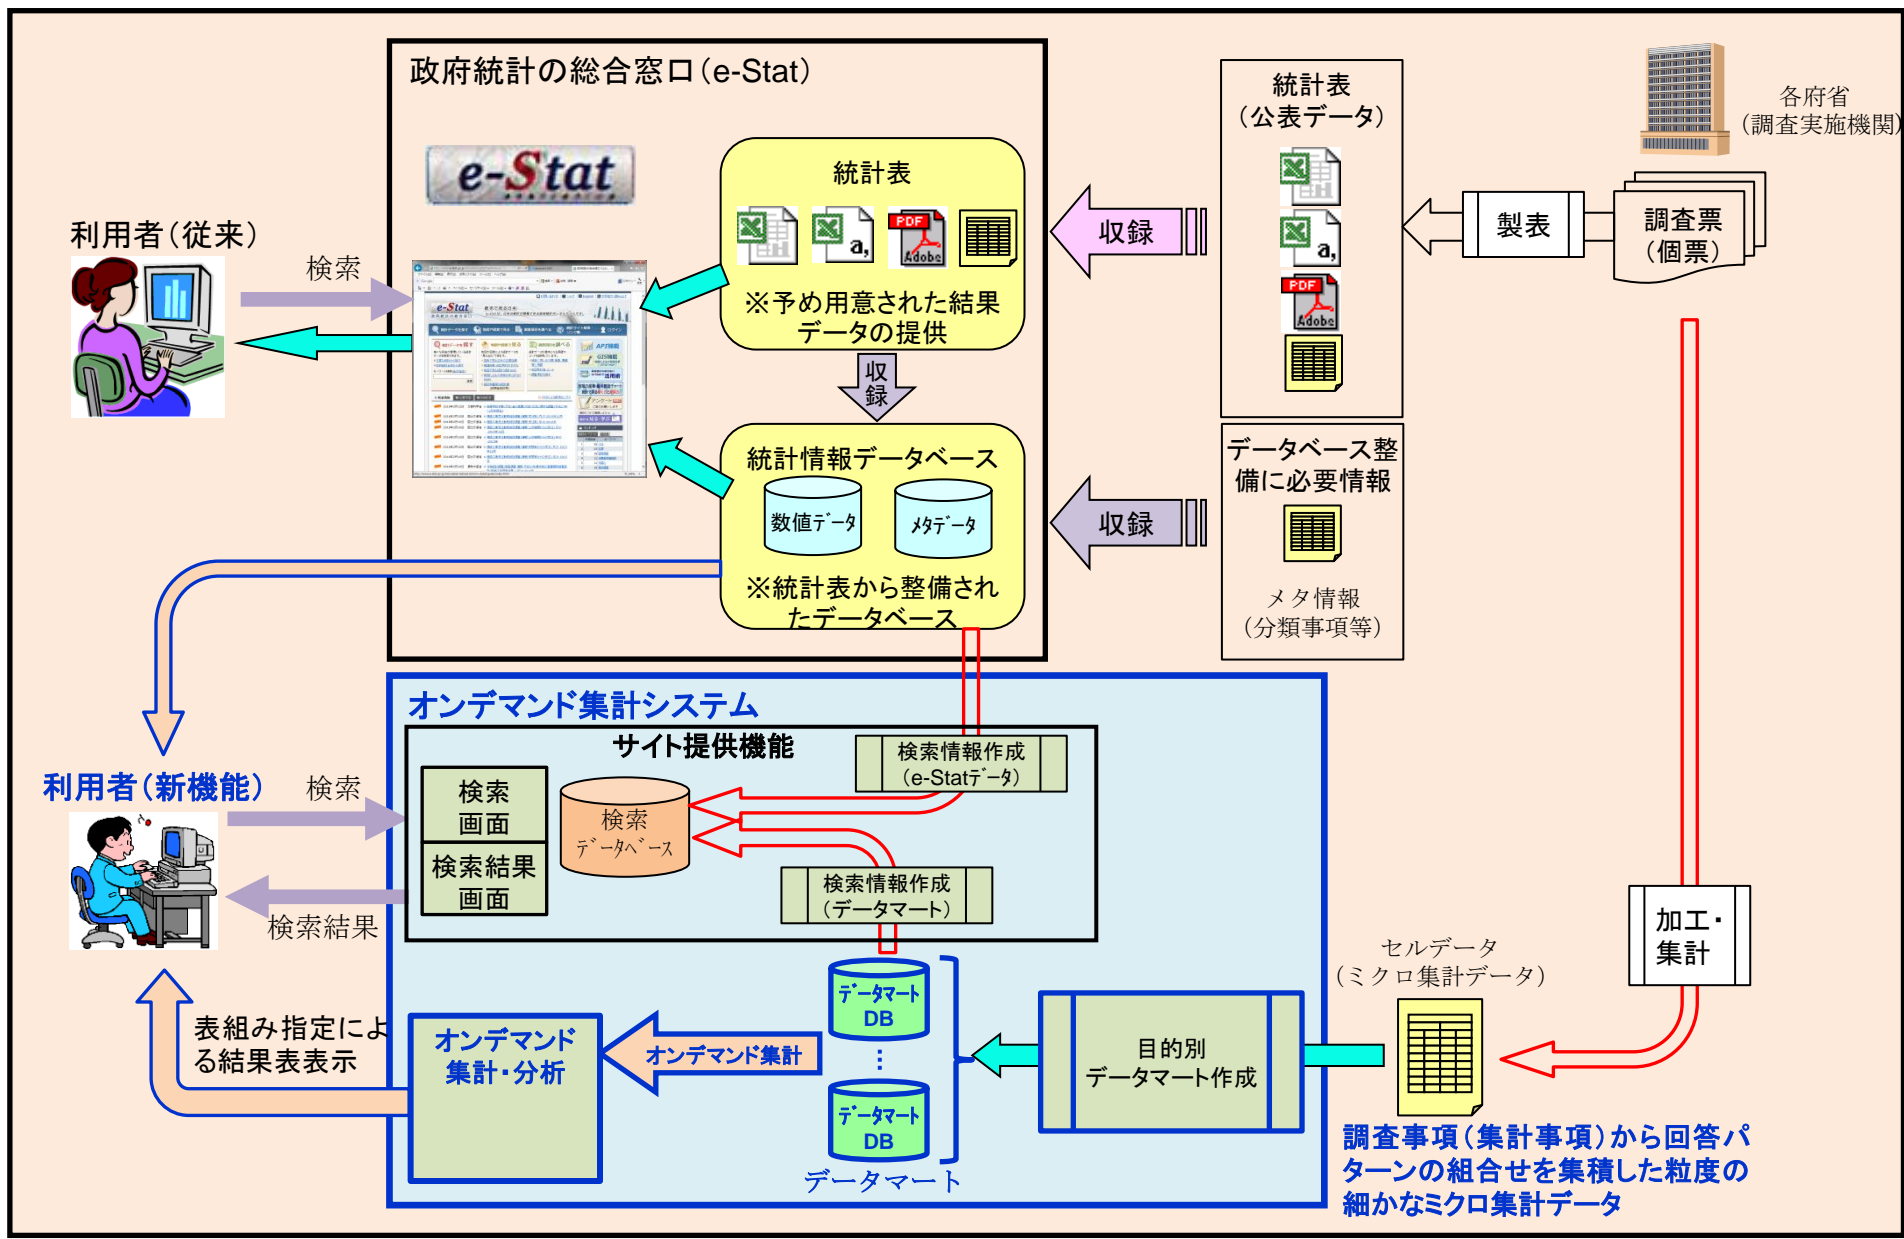 政府統計の総合窓口（e-Stat）
e-Stat
統計表
a,
PDF
Adobe
※予め用意された結果
データの提供
収録
統計情報データベース
数値データ
メタデータ
※統計表から整備され
たデータベース
収録
収録
統計表
（公表データ）
a,
PDF
Adobe
データベース整
備に必要情報
メタ情報
（分類事項等）
各府省
（調査実施機関）
製表
調査票
（個票）
利用者（従来）
検索
e-Stat
オンデマンド集計システム
サイト提供機能
検索情報作成
（e-Statデータ）
検索
画面
検索結果
画面
検索
データベース
検索情報作成
（データマート）
利用者（新機能）
検索
検索結果
表組み指定によ
る結果表表示
オンデマンド
集計・分析
オンデマンド集計
データマート
DB
⋮
データマート
DB
データマート
目的別
データマート作成
セルデータ
（ミクロ集計データ）
加工・
集計
調査事項（集計事項）から回答パ
ターンの組合せを集積した粒度の
細かなミクロ集計データ